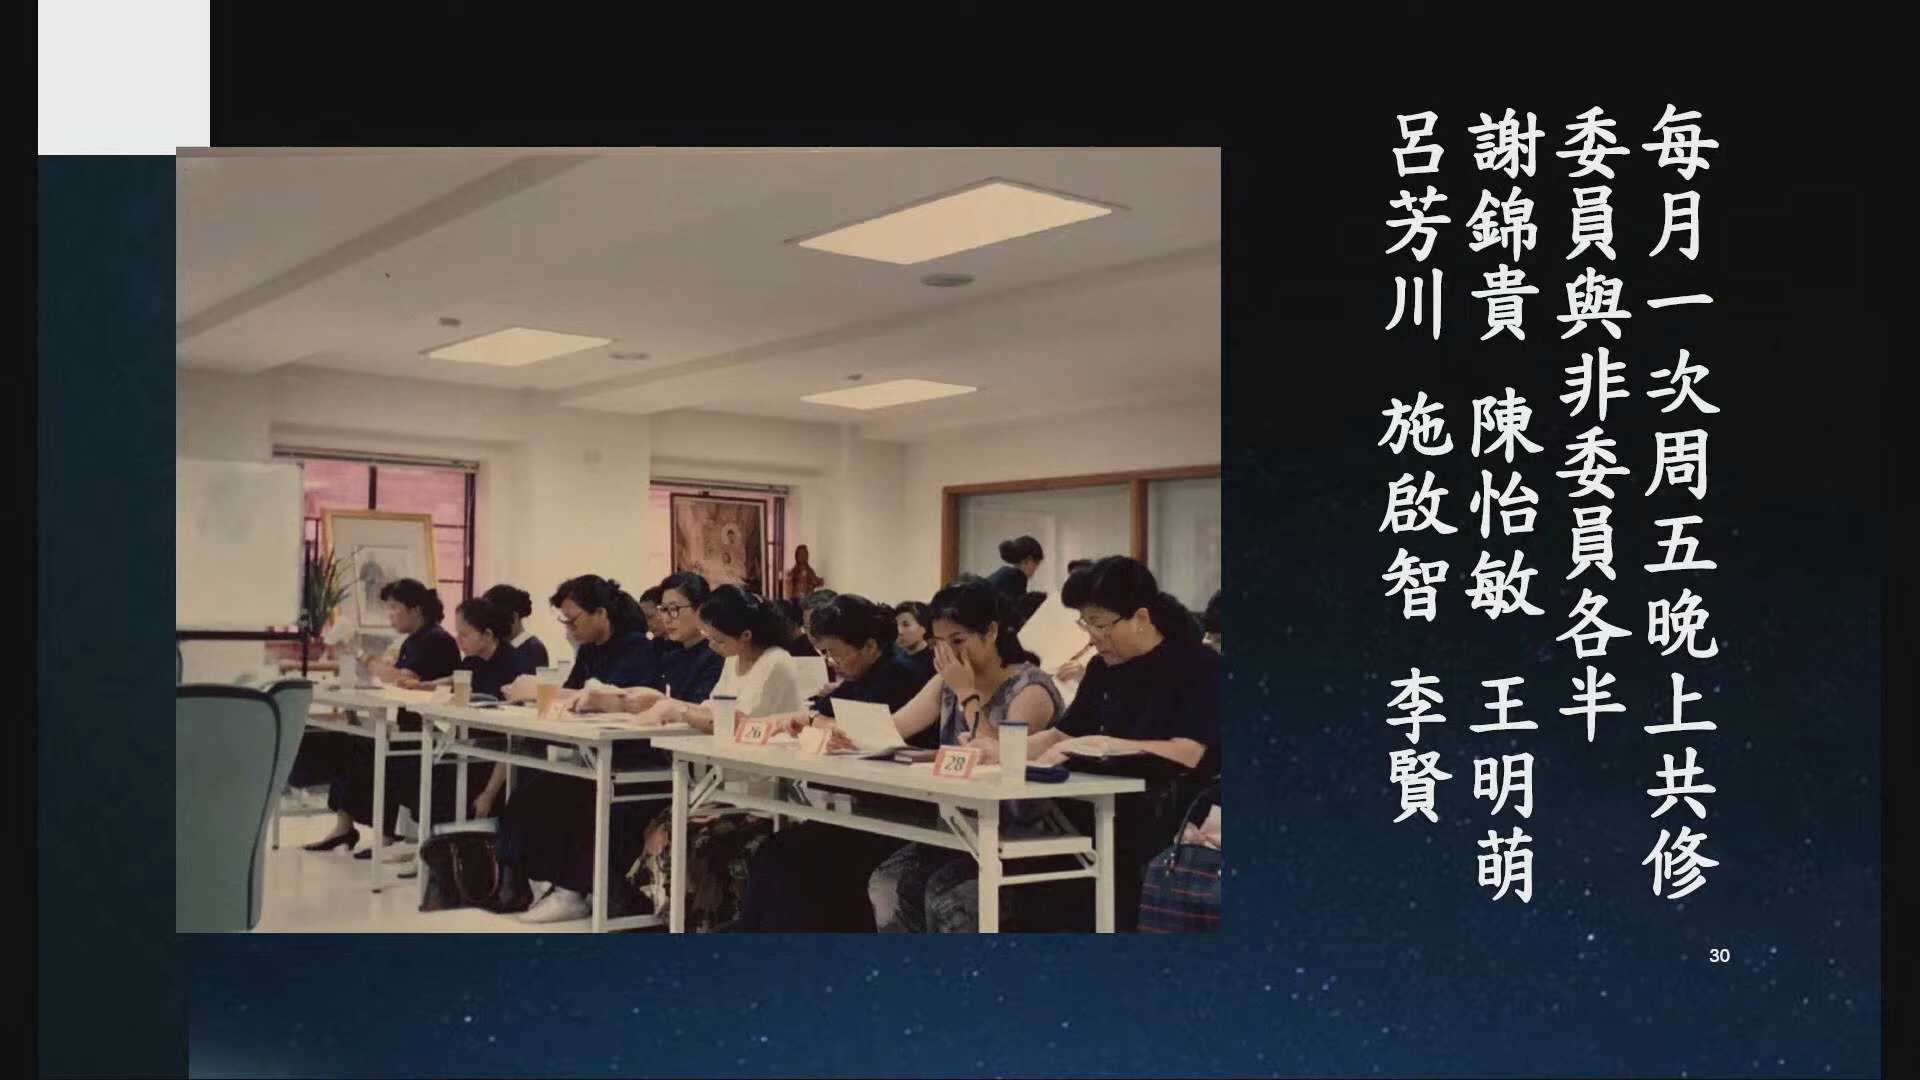 每月一次周五晚上共修
委員與非委員各半
謝錦貴 陳怡敏 王明萌
呂芳川 施啟智 李賢
26
28
30